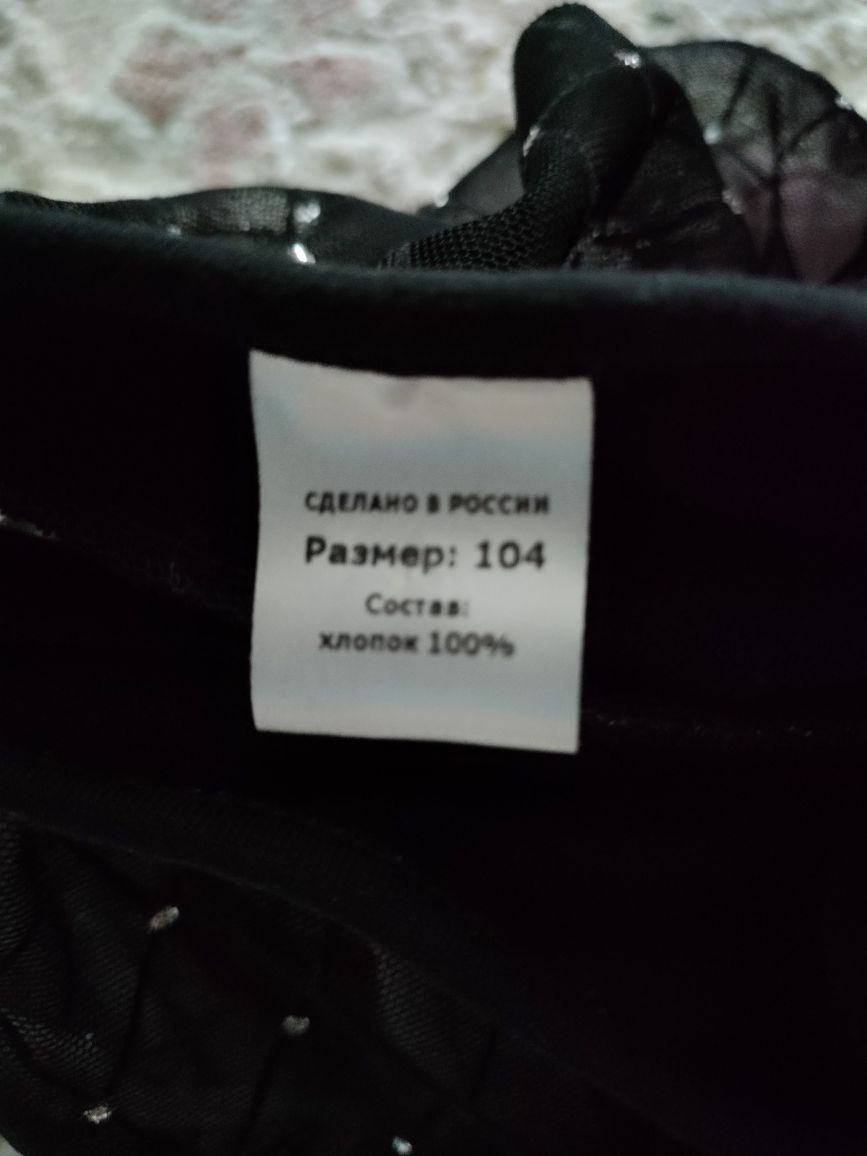 СДЕЛАНО В РОССИИ
Размер: 104
Состав:
хлопок 100%